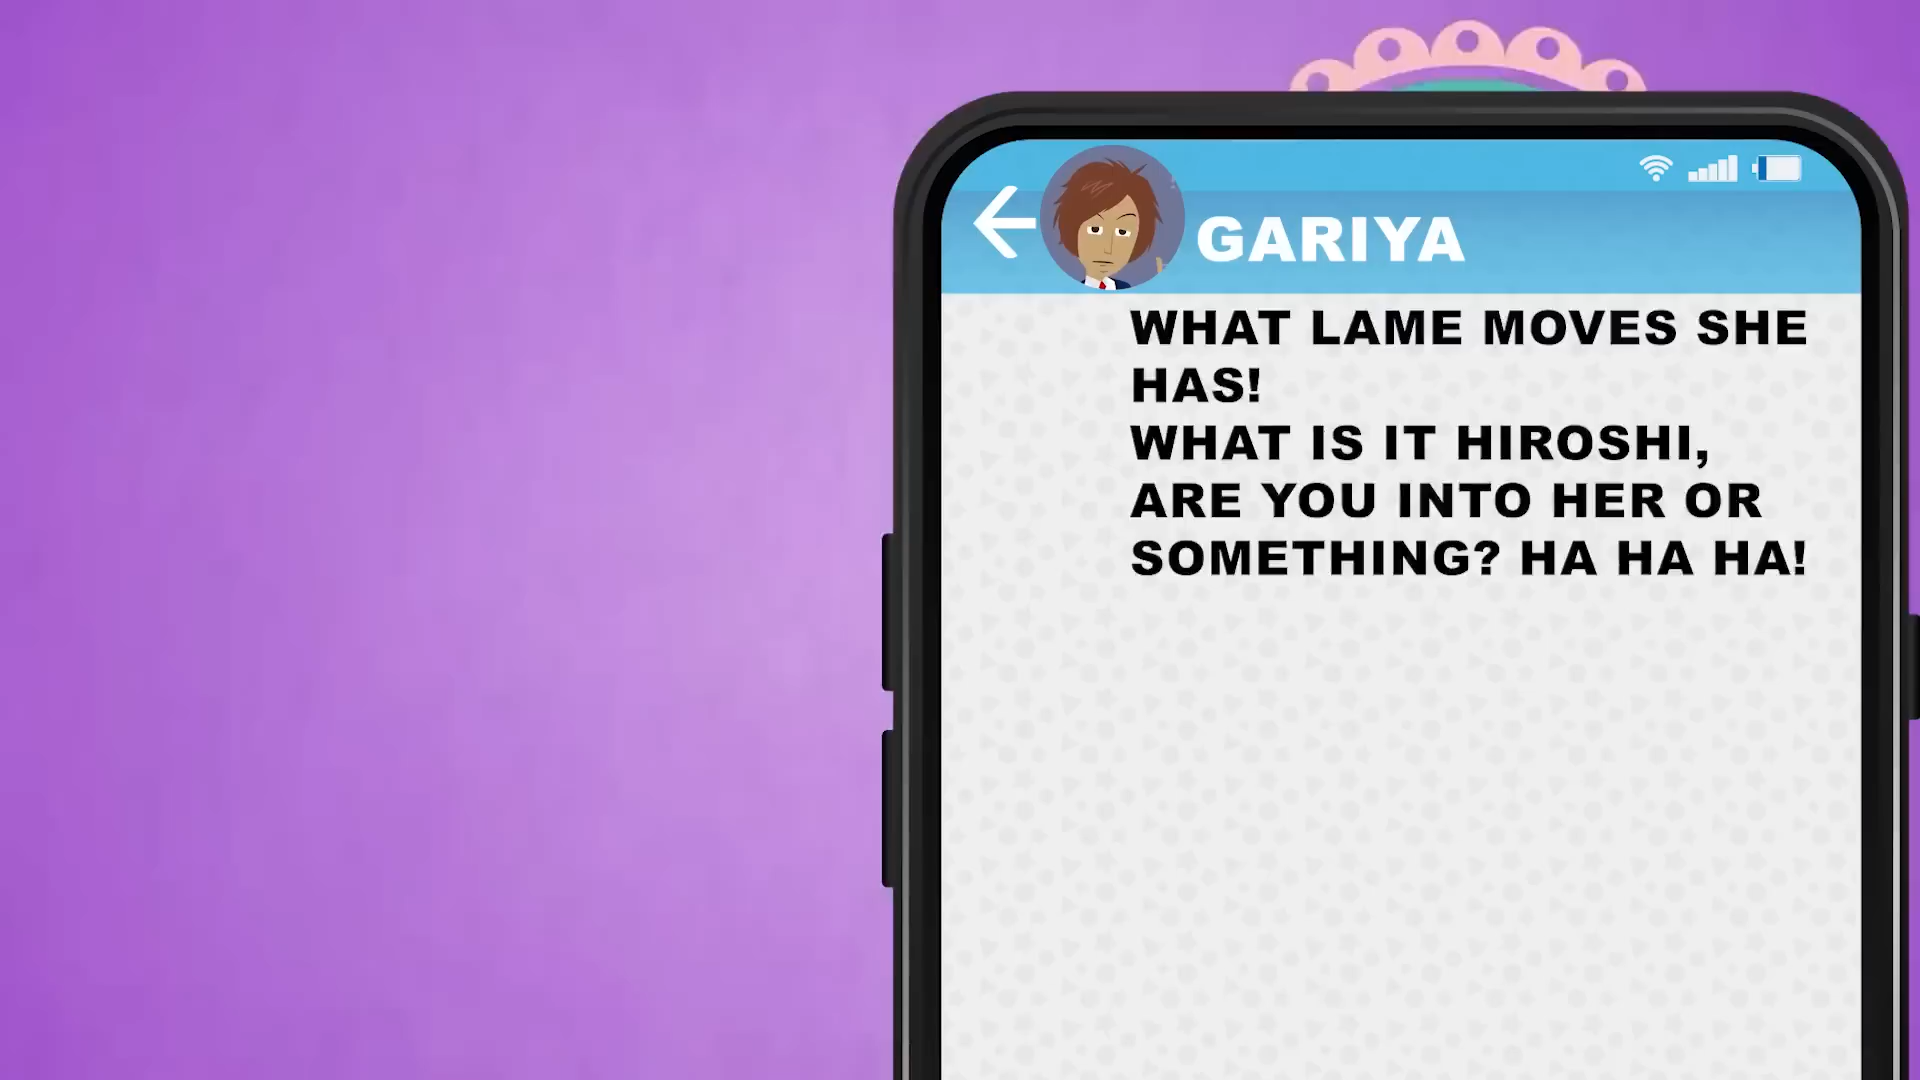 GARIYA
WHAT LAME MOVES SHE
HAS!
WHAT IS IT HIROSHI,
ARE YOU INTO HER OR
SOMETHING? HA HA HA!